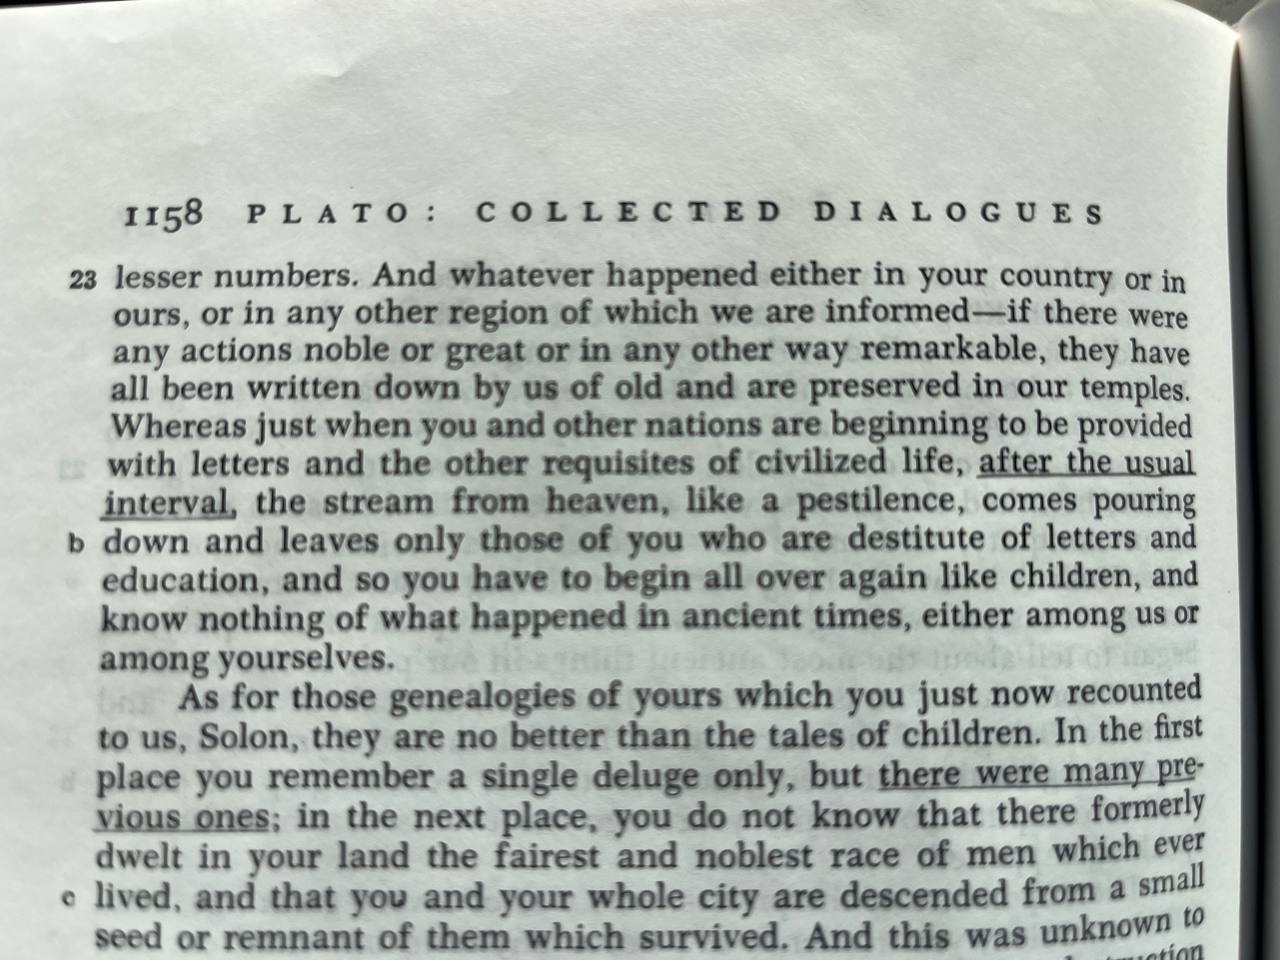 1158 PLATO: COLLECTED DIALOGUES
23 lesser numbers. And whatever happened either in your country or in
ours, or in any other region of which we are informed—if there were
any actions noble or great or in any other way remarkable, they have
all been written down by us of old and are preserved in our temples.
Whereas just when you and other nations are beginning to be provided
with letters and the other requisites of civilized life, after the usual
interval, the stream from heaven, like a pestilence, comes pouring
b down and leaves only those of you who are destitute of letters and
education, and so you have to begin all over again like children, and
know nothing of what happened in ancient times, either among us or
among yourselves.
As for those genealogies of yours which you just now recounted
to us, Solon, they are no better than the tales of children. In the first
place you remember a single deluge only, but there were many pre-
vious ones; in the next place, you do not know that there formerly
dwelt in your land the fairest and noblest race of men which ever
c lived, and that you and your whole city are descended from a small
seed or remnant of them which survived. And this was unknown to